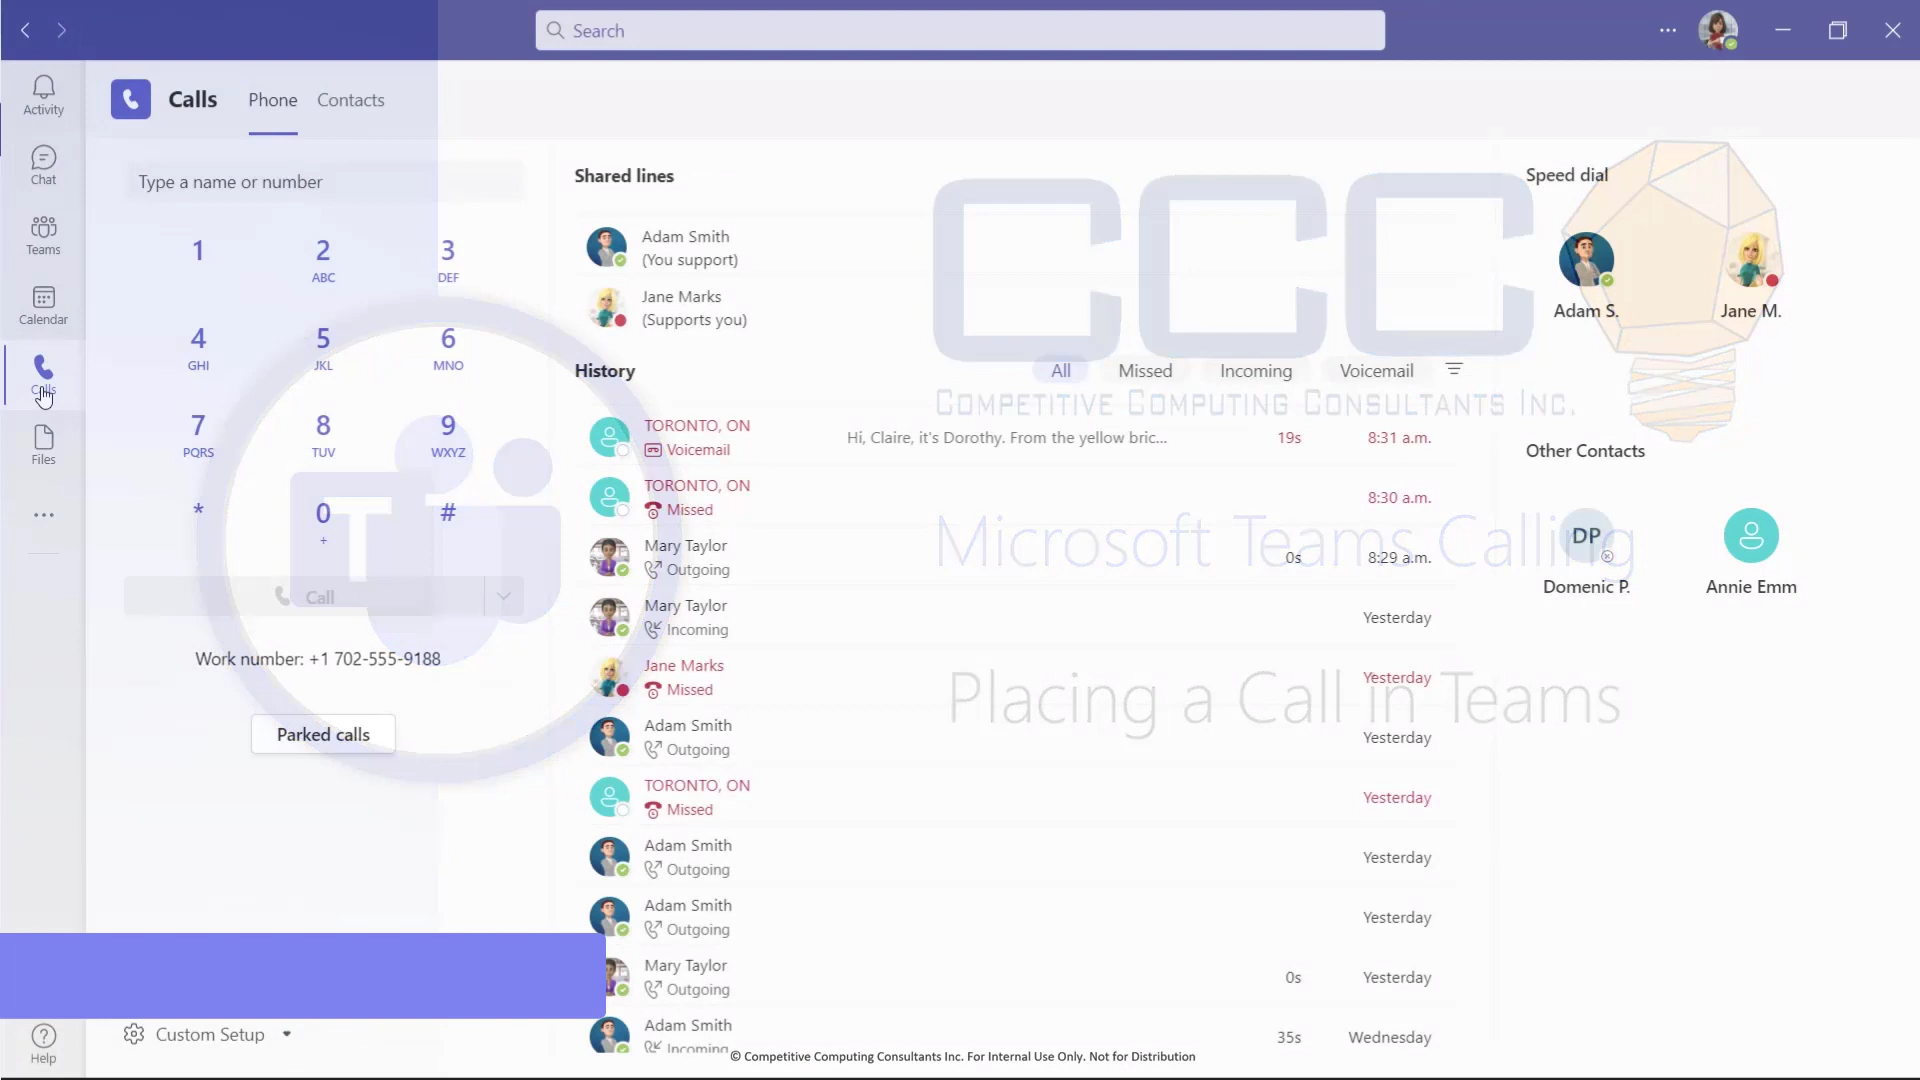 Search
Activity
Chat
Teams
Calendar
Calls
Files
Help
Calls
Phone
Contacts
Type a name or number
1
2
ABC
3
DEF
4
GHI
5
JKL
6
MNO
7
PQRS
8
TUV
9
WXYZ
*
0
+
#
T
Call
Work number: +1 702-555-9188
Parked calls
Custom Setup
Shared lines
Adam Smith
(You support)
Jane Marks
(Supports you)
History
All
Missed
Incoming
Voicemail
TORONTO, ON
Voicemail
Hi, Claire, it's Dorothy. From the yellow bric...
19s
8:31 a.m.
TORONTO, ON
Missed
8:30 a.m.
Mary Taylor
Outgoing
0s
8:29 a.m.
Mary Taylor
Incoming
Yesterday
Jane Marks
Missed
Yesterday
Adam Smith
Outgoing
Yesterday
TORONTO, ON
Missed
Yesterday
Adam Smith
Outgoing
Yesterday
Adam Smith
Outgoing
Yesterday
Mary Taylor
Outgoing
0s
Yesterday
Adam Smith
Incoming
35s
Wednesday
Speed dial
Adam S.
Jane M.
Other Contacts
DP
Domenic P.
Annie Emm
CCC
COMPETITIVE COMPUTING CONSULTANTS INC.
Microsoft Teams Calling
Placing a Call in Teams
© Competitive Computing Consultants Inc. For Internal Use Only. Not for Distribution